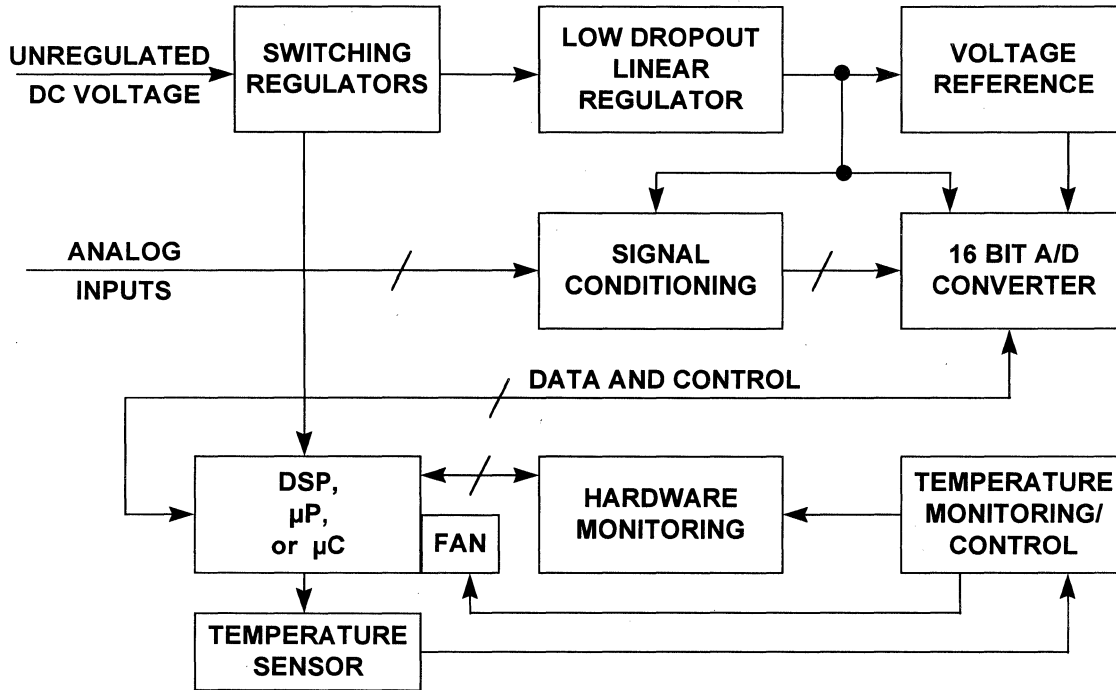 UNREGULATED
DC VOLTAGE
SWITCHING
REGULATORS
LOW DROPOUT
LINEAR
REGULATOR
VOLTAGE
REFERENCE
ANALOG
INPUTS
SIGNAL
CONDITIONING
16 BIT A/D
CONVERTER
DATA AND CONTROL
DSP,
µP,
or µC
FAN
HARDWARE
MONITORING
TEMPERATURE
MONITORING/
CONTROL
TEMPERATURE
SENSOR